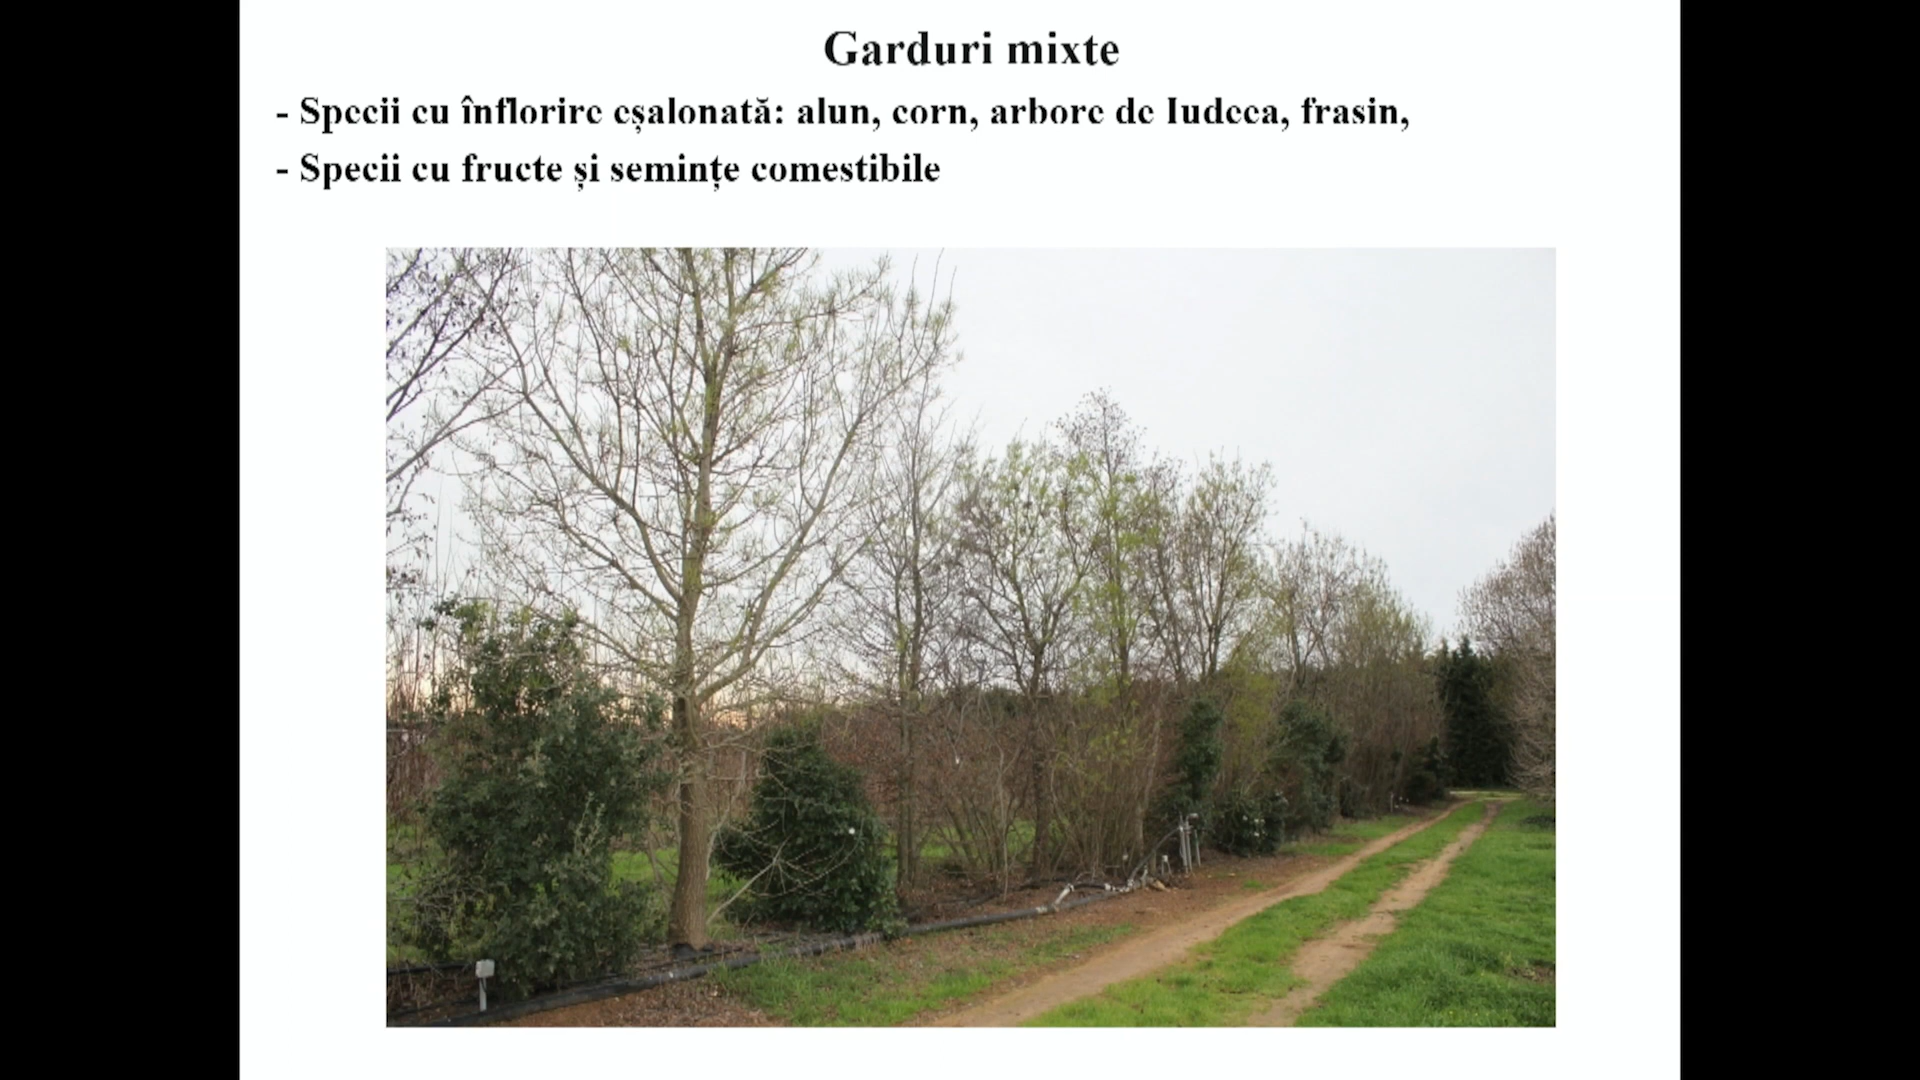 Garduri mixte
- Specii cu înflorire eșalonată: alun, corn, arbore de Iudeea, frasin,
- Specii cu fructe și semințe comestibile